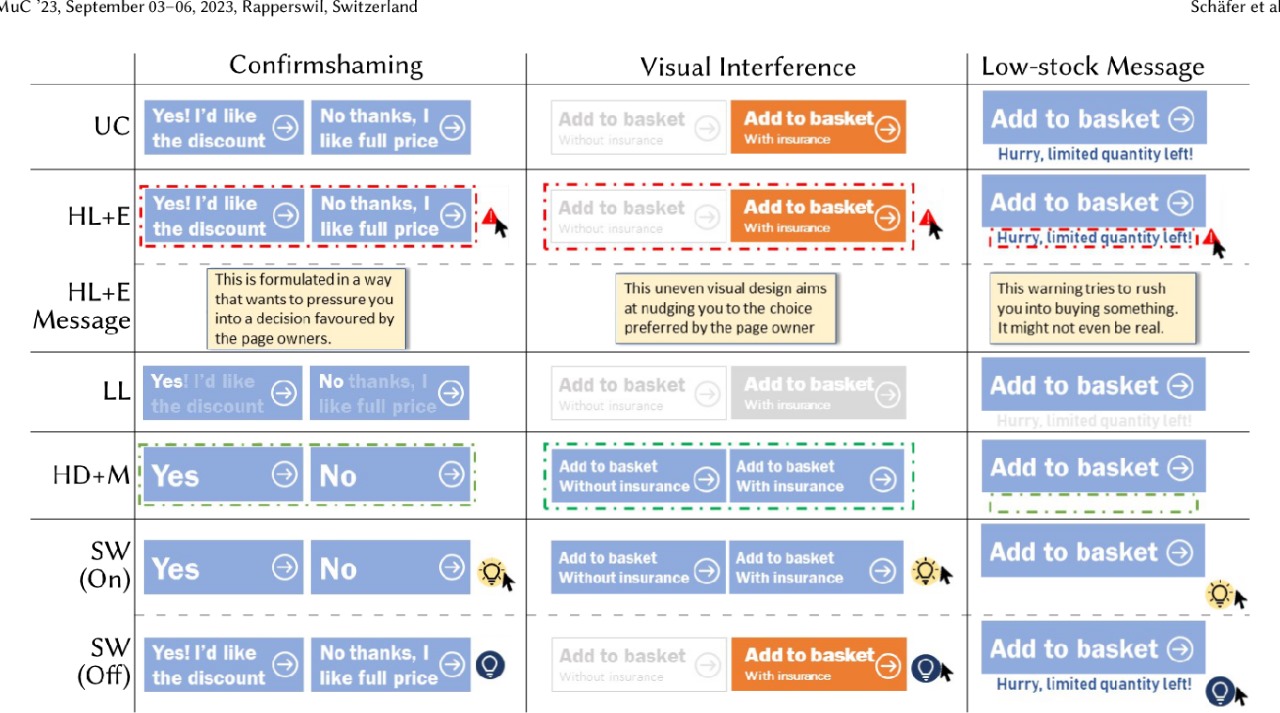 MuC ’23, September 03–06, 2023, Rapperswil, Switzerland
Schäfer et al
Confirmshaming
Visual Interference
Low-stock Message
UC
Yes! I'd like
the discount
No thanks, I
like full price
Add to basket
Without insurance
Add to basket
With insurance
Add to basket
Hurry, limited quantity left!
HL+E
Yes! I'd like
the discount
No thanks, I
like full price
Add to basket
Without insurance
Add to basket
With insurance
Add to basket
Hurry, limited quantity left!
HL+E
Message
This is formulated in a way
that wants to pressure you
into a decision favoured by
the page owners.
This uneven visual design aims
at nudging you to the choice
preferred by the page owner
This warning tries to rush
you into buying something.
It might not even be real.
LL
Yes! I'd like
the discount
No thanks, I
like full price
Add to basket
Without insurance
Add to basket
With insurance
Add to basket
Hurry, limited quantity left!
HD+M
Yes
No
Add to basket
Without insurance
Add to basket
With insurance
Add to basket
SW
(On)
Yes
No
Add to basket
Without insurance
Add to basket
With insurance
Add to basket
SW
(Off)
Yes! I'd like
the discount
No thanks, I
like full price
Add to basket
Without insurance
Add to basket
With insurance
Add to basket
Hurry, limited quantity left!